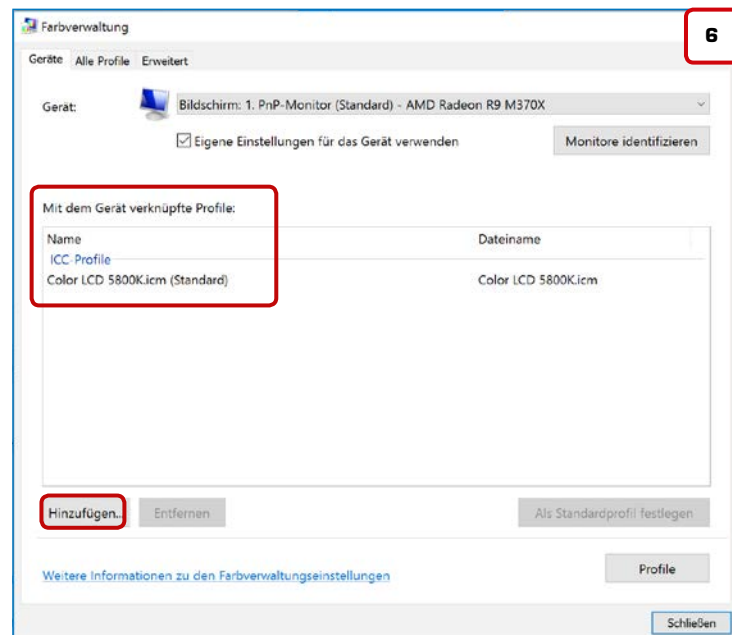 Farbverwaltung
6
Geräte Alle Profile Erweitert
Gerät: Bildschirm: 1. PnP-Monitor (Standard) - AMD Radeon R9 M370X
Eigene Einstellungen für das Gerät verwenden Monitore identifizieren
Mit dem Gerät verknüpfte Profile:
Name Dateiname
ICC-Profile
Color LCD 5800K.icm (Standard) Color LCD 5800K.icm
Hinzufügen... Entfernen Als Standardprofil festlegen
Weitere Informationen zu den Farbverwaltungseinstellungen Profile
Schließen